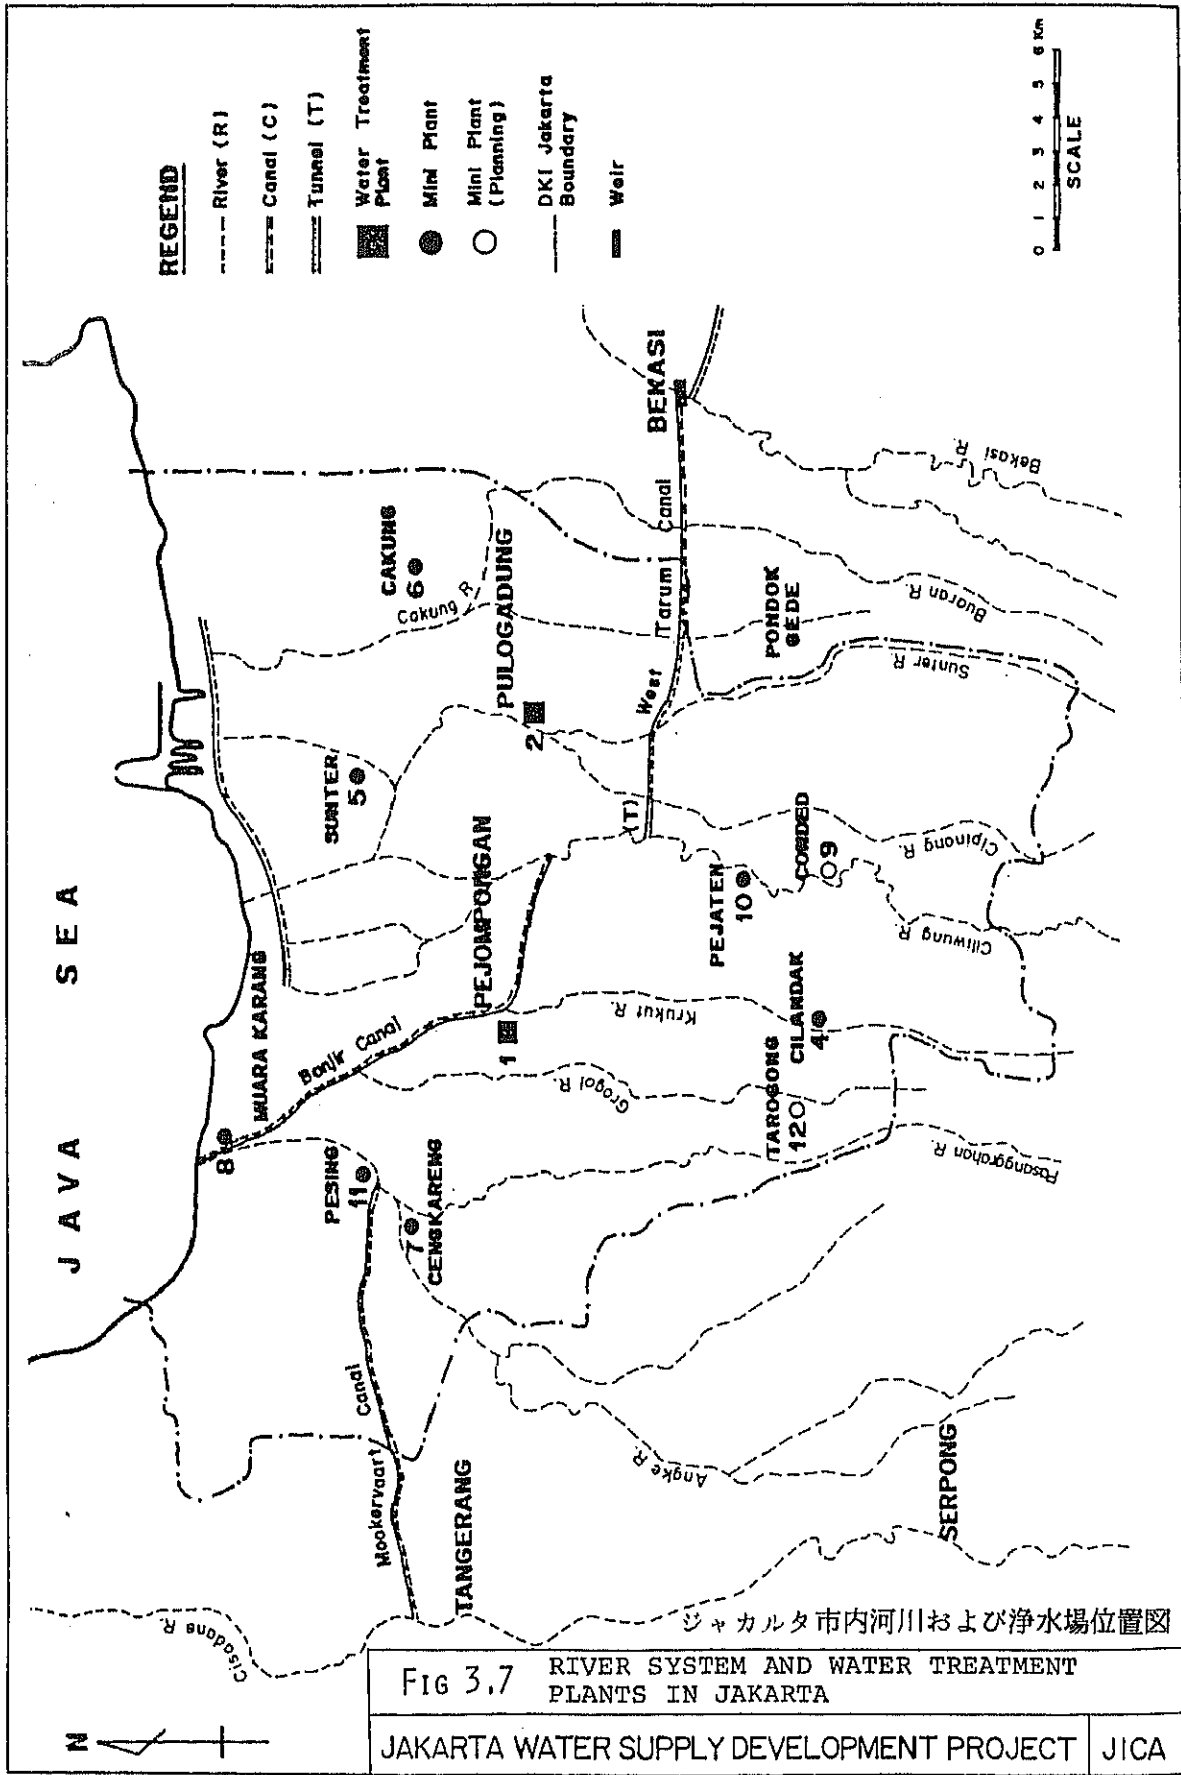 JAVA SEA
N
REGEND
River (R)
Canal (C)
Tunnel (T)
Water Treatment
Plant
Mini Plant
Mini Plant
(Planning)
DKI Jakarta
Boundary
Weir
0 1 2 3 4 5 6 Km
SCALE
Cisadane R.
TANGERANG
Mookervaart
Canal
SERPONG
Angke R.
PESING
11
7
CENGKARENG
8
MUARA KARANG
Banjir Canal
PEJOMPONGAN
1
Grogol R.
Krukut R.
TAROGONG
12
CILANDAK
4
Pasanggrahan R.
PEJATEN
10
9
Ciliwung R.
Cipinong R.
(T)
SUNTER
5
PULOGADUNG
2
CAKUNG
6
Cakung R
West
Tarum
Canal
BEKASI
PONDOK
GEDE
Sunter R.
Buaran R.
Bekasi
R.
ジャカルタ市内河川および浄水場位置図
FIG 3.7
RIVER SYSTEM AND WATER TREATMENT
PLANTS IN JAKARTA
JAKARTA WATER SUPPLY DEVELOPMENT PROJECT
JICA